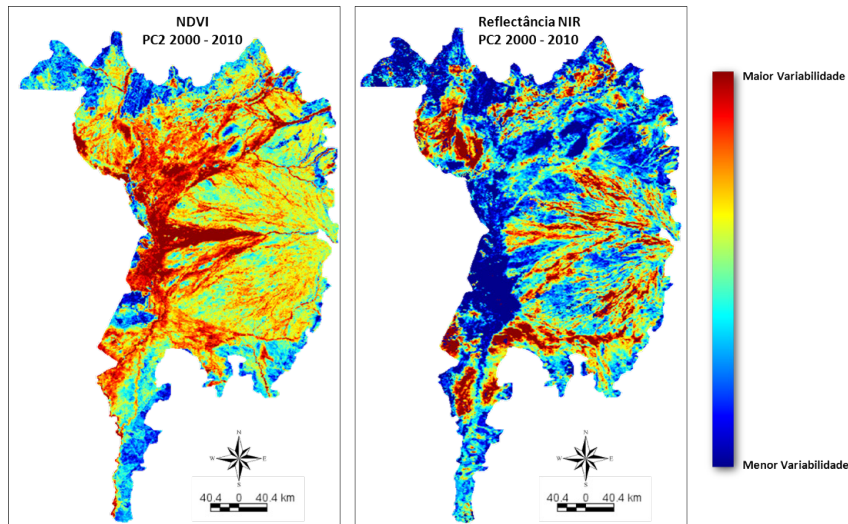 NDVI
PC2 2000 - 2010
Reflectância NIR
PC2 2000 - 2010
Maior Variabilidade
Menor Variabilidade
N
W E
S
40.4 0 40.4 km
N
W E
S
40.4 0 40.4 km